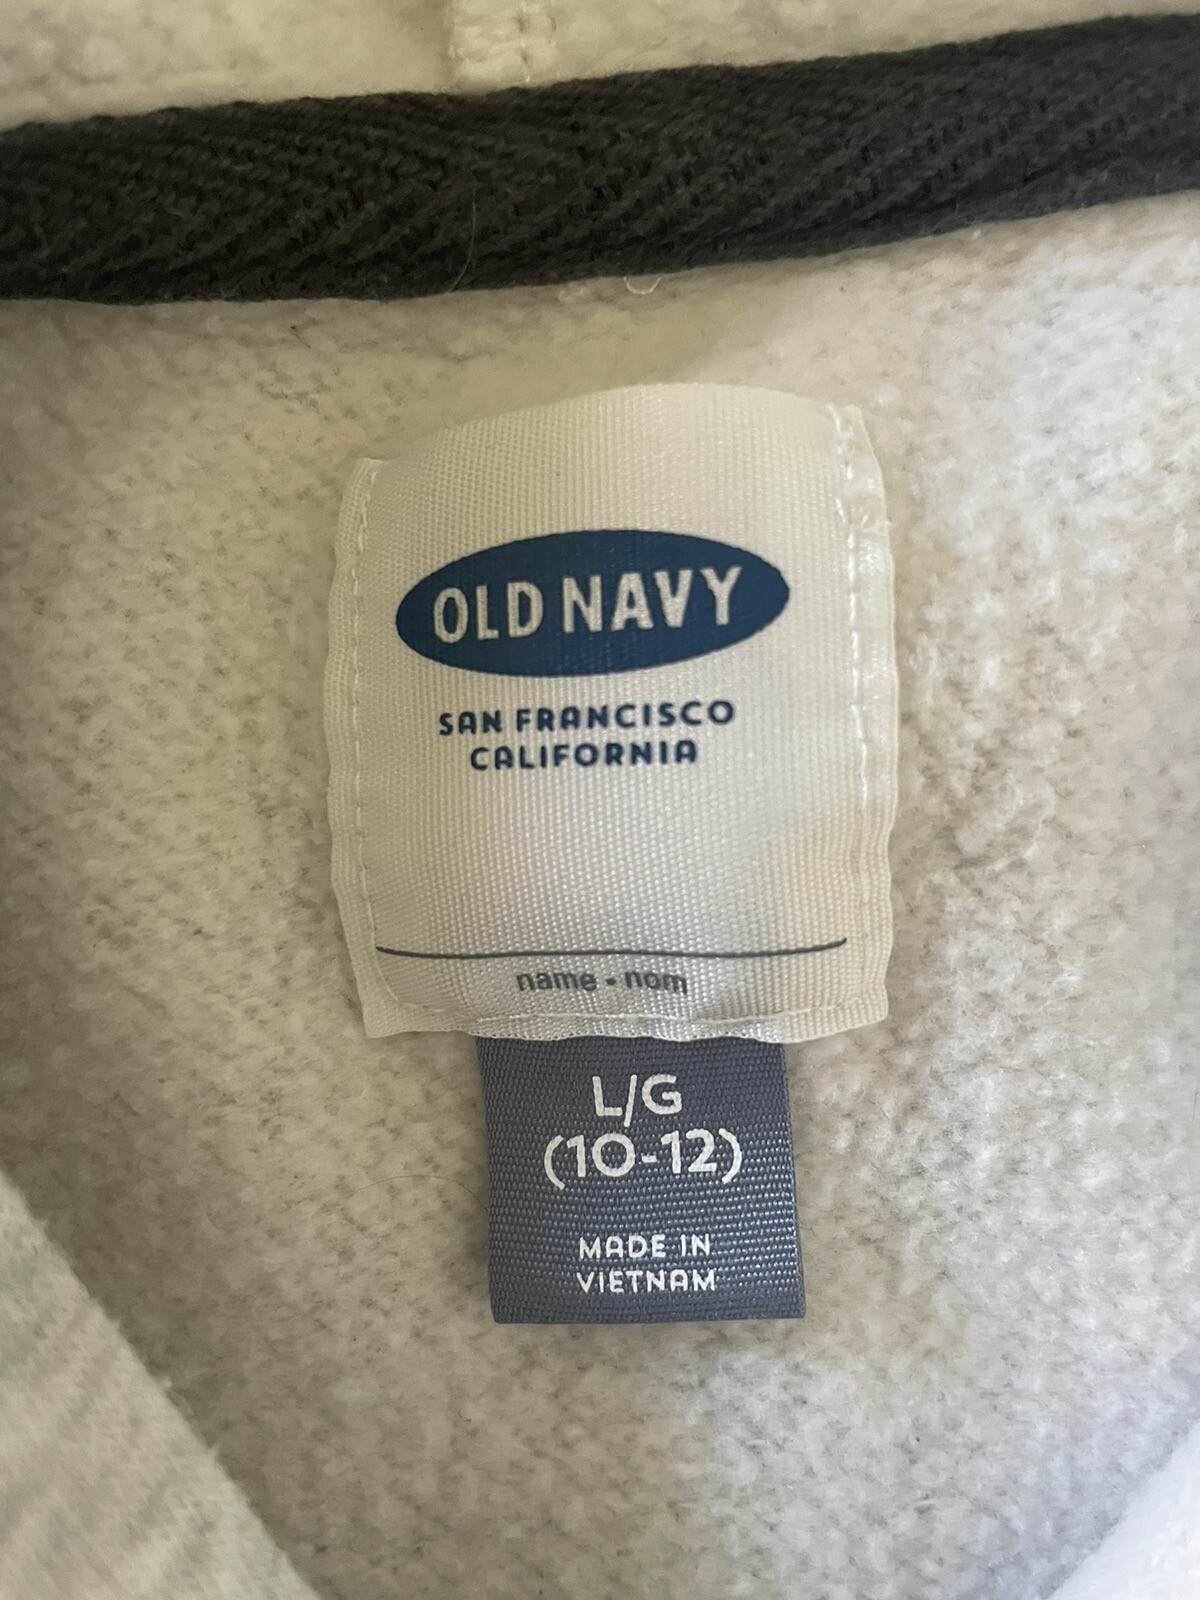 OLD NAVY
SAN FRANCISCO
CALIFORNIA
name • nom
L/G
(10-12)
MADE IN
VIETNAM